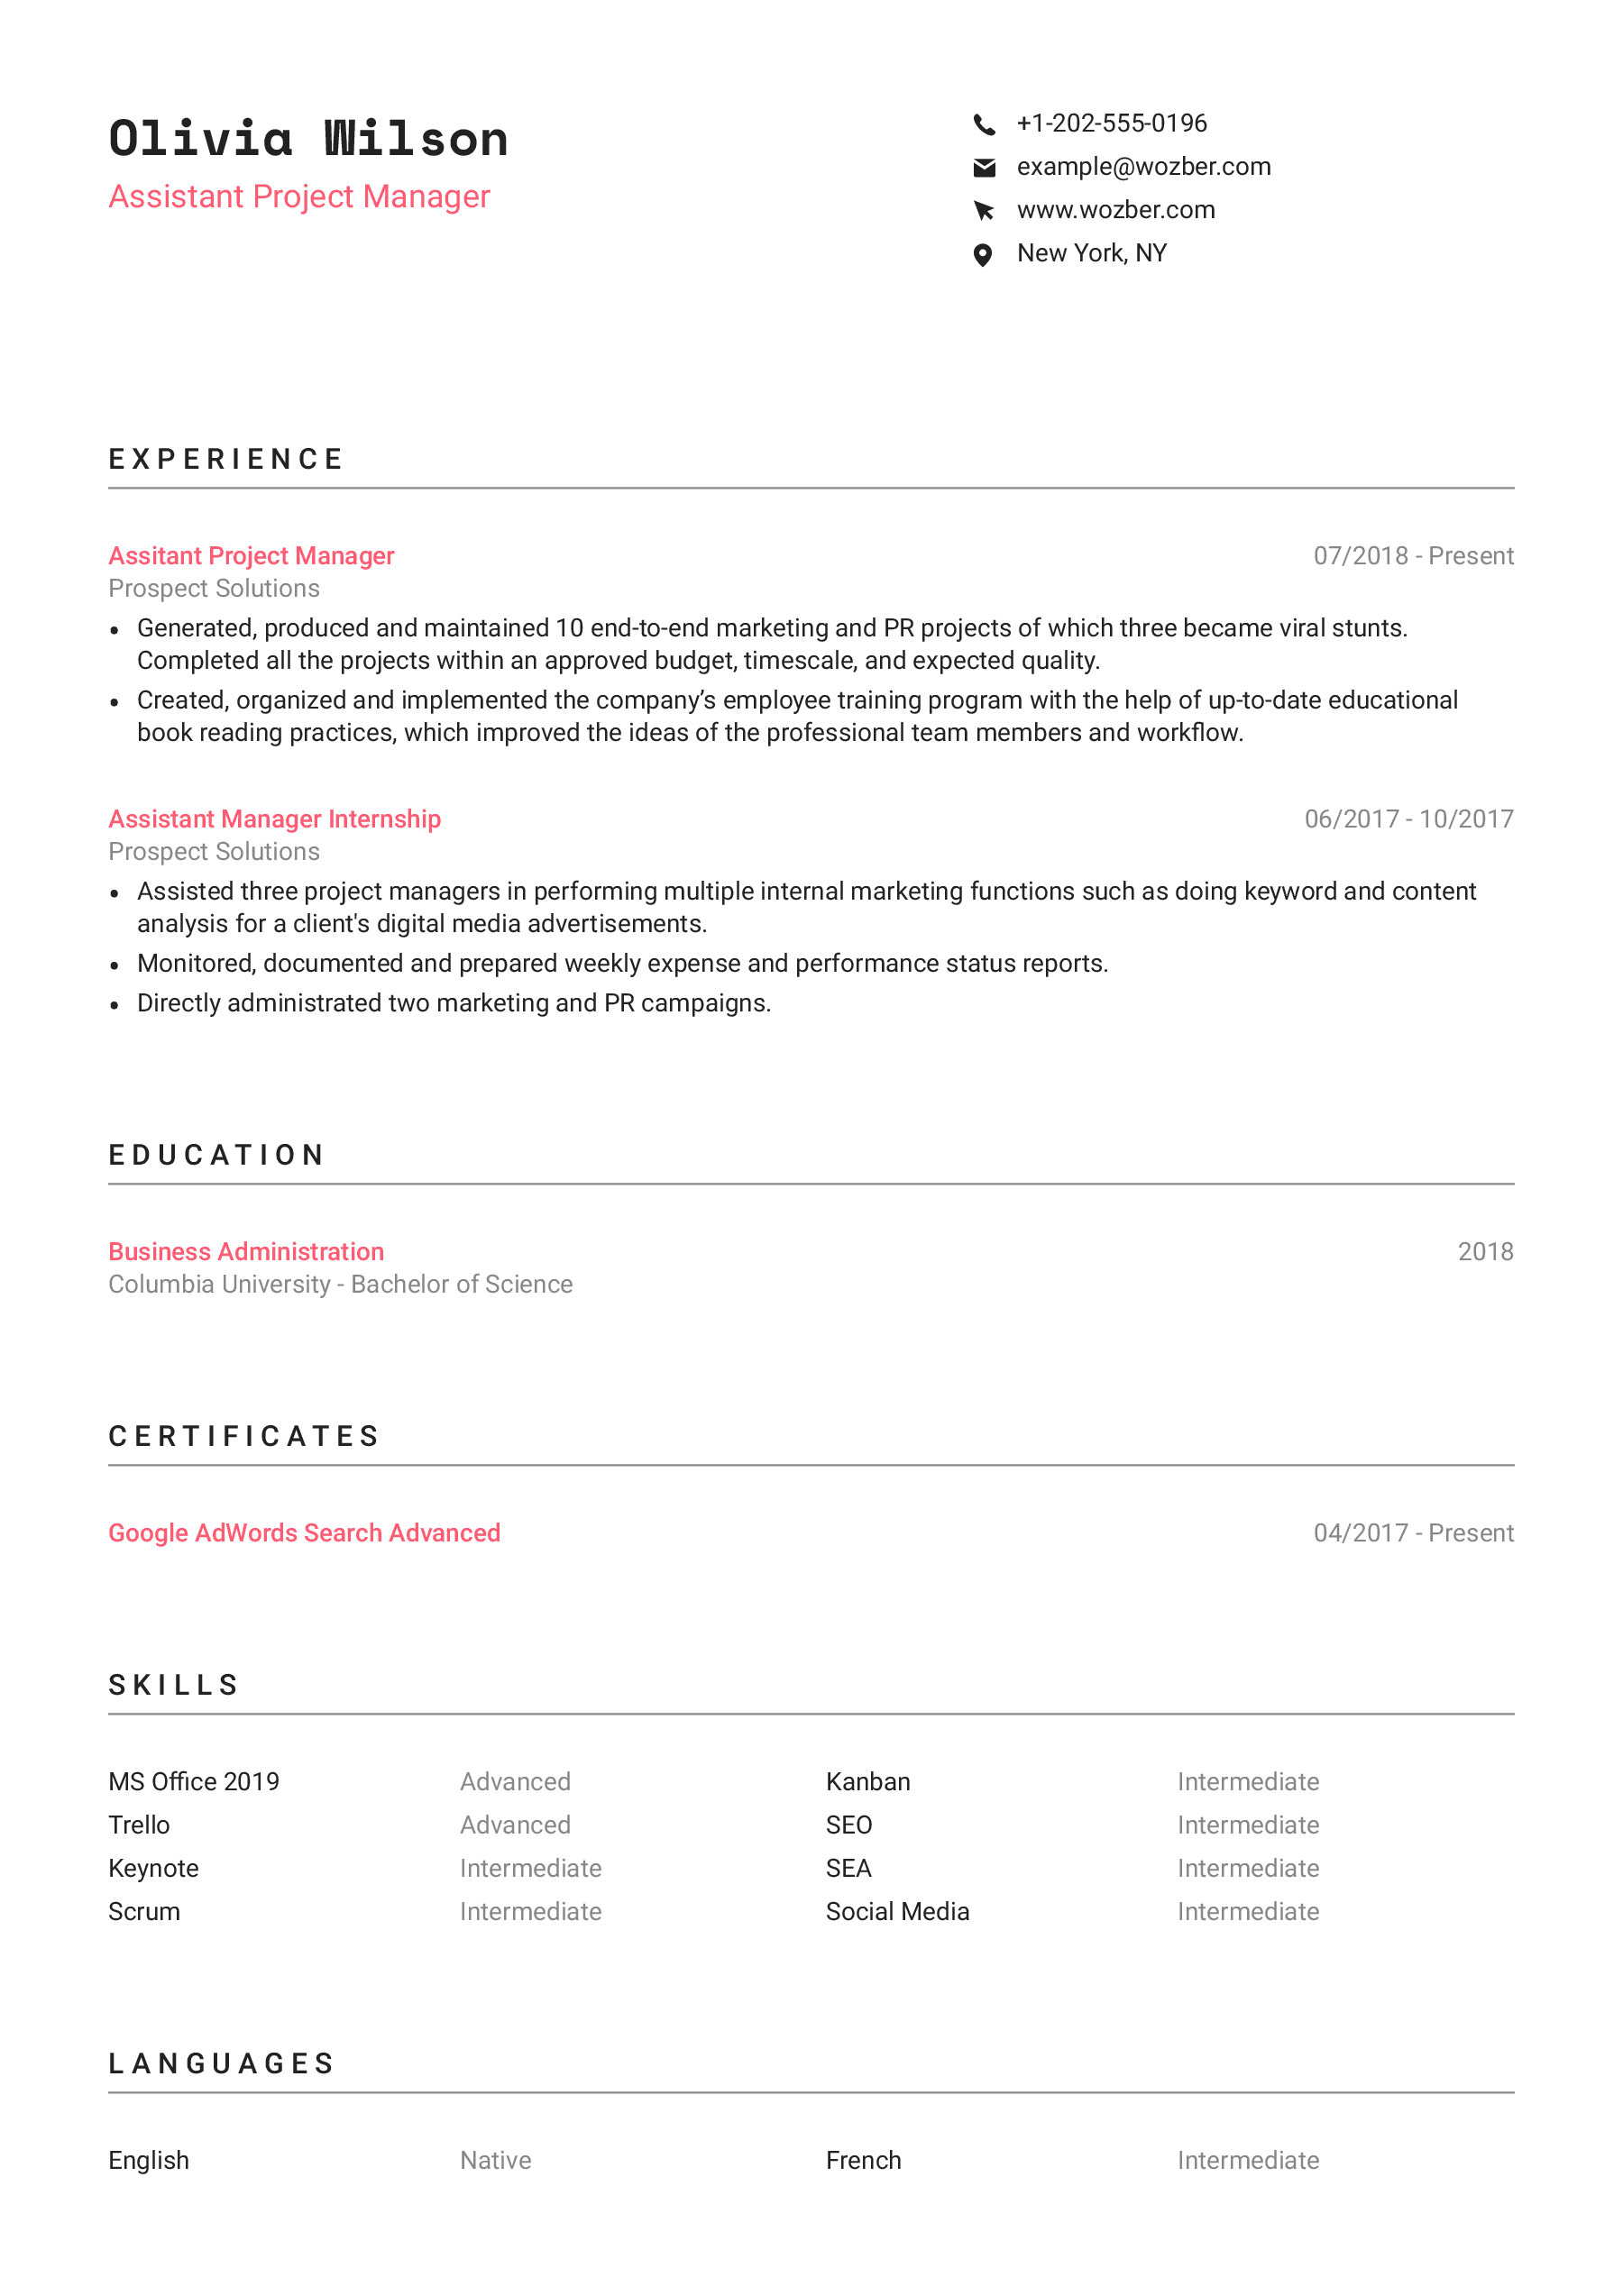 Olivia Wilson
Assistant Project Manager
+1-202-555-0196
example@wozber.com
www.wozber.com
New York, NY
EXPERIENCE
Assitant Project Manager 07/2018 - Present
Prospect Solutions
• Generated, produced and maintained 10 end-to-end marketing and PR projects of which three became viral stunts.
Completed all the projects within an approved budget, timescale, and expected quality.
• Created, organized and implemented the company’s employee training program with the help of up-to-date educational
book reading practices, which improved the ideas of the professional team members and workflow.
Assistant Manager Internship 06/2017 - 10/2017
Prospect Solutions
• Assisted three project managers in performing multiple internal marketing functions such as doing keyword and content
analysis for a client's digital media advertisements.
• Monitored, documented and prepared weekly expense and performance status reports.
• Directly administrated two marketing and PR campaigns.
EDUCATION
Business Administration 2018
Columbia University - Bachelor of Science
CERTIFICATES
Google AdWords Search Advanced 04/2017 - Present
SKILLS
MS Office 2019 Advanced Kanban Intermediate
Trello Advanced SEO Intermediate
Keynote Intermediate SEA Intermediate
Scrum Intermediate Social Media Intermediate
LANGUAGES
English Native French Intermediate